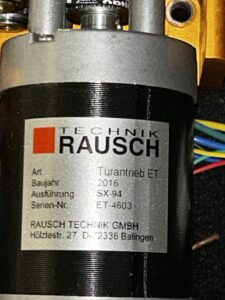 TECHNIK
RAUSCH
Art Türantrieb ET
Baujahr 2016
Ausführung SX-94
Serien-Nr. ET-4603
RAUSCH TECHNIK GMBH
Hölzlestr. 27 D-72336 Balingen